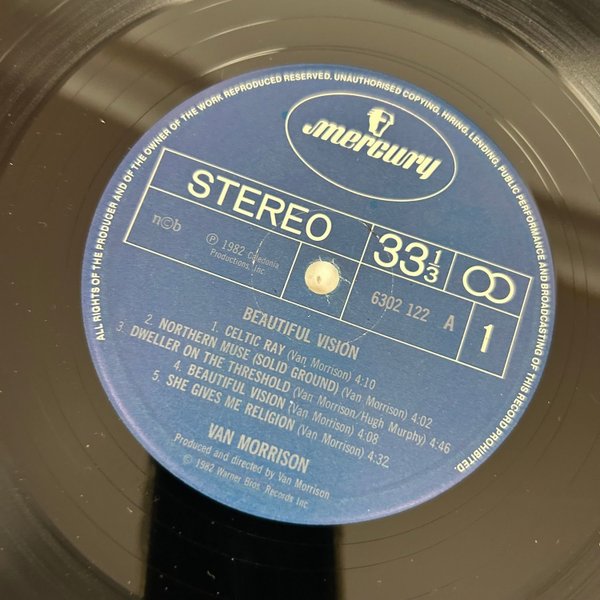 ALL RIGHTS OF THE PRODUCER AND OF THE OWNER OF THE WORK REPRODUCED RESERVED. UNAUTHORISED COPYING, HIRING, LENDING, PUBLIC PERFORMANCE AND BROADCASTING OF THIS RECORD PROHIBITED.
mercury
STEREO 33 1/3
n©b
℗ 1982 Caledonia
Productions, Inc.
6302 122 A 1
BEAUTIFUL VISION
1. CELTIC RAY (Van Morrison) 4:10
2. NORTHERN MUSE (SOLID GROUND) (Van Morrison) 4:02
3. DWELLER ON THE THRESHOLD (Van Morrison/Hugh Murphy) 4:46
4. BEAUTIFUL VISION (Van Morrison) 4:08
5. SHE GIVES ME RELIGION (Van Morrison) 4:32
VAN MORRISON
Produced and directed by Van Morrison
© 1982 Warner Bros. Records Inc.